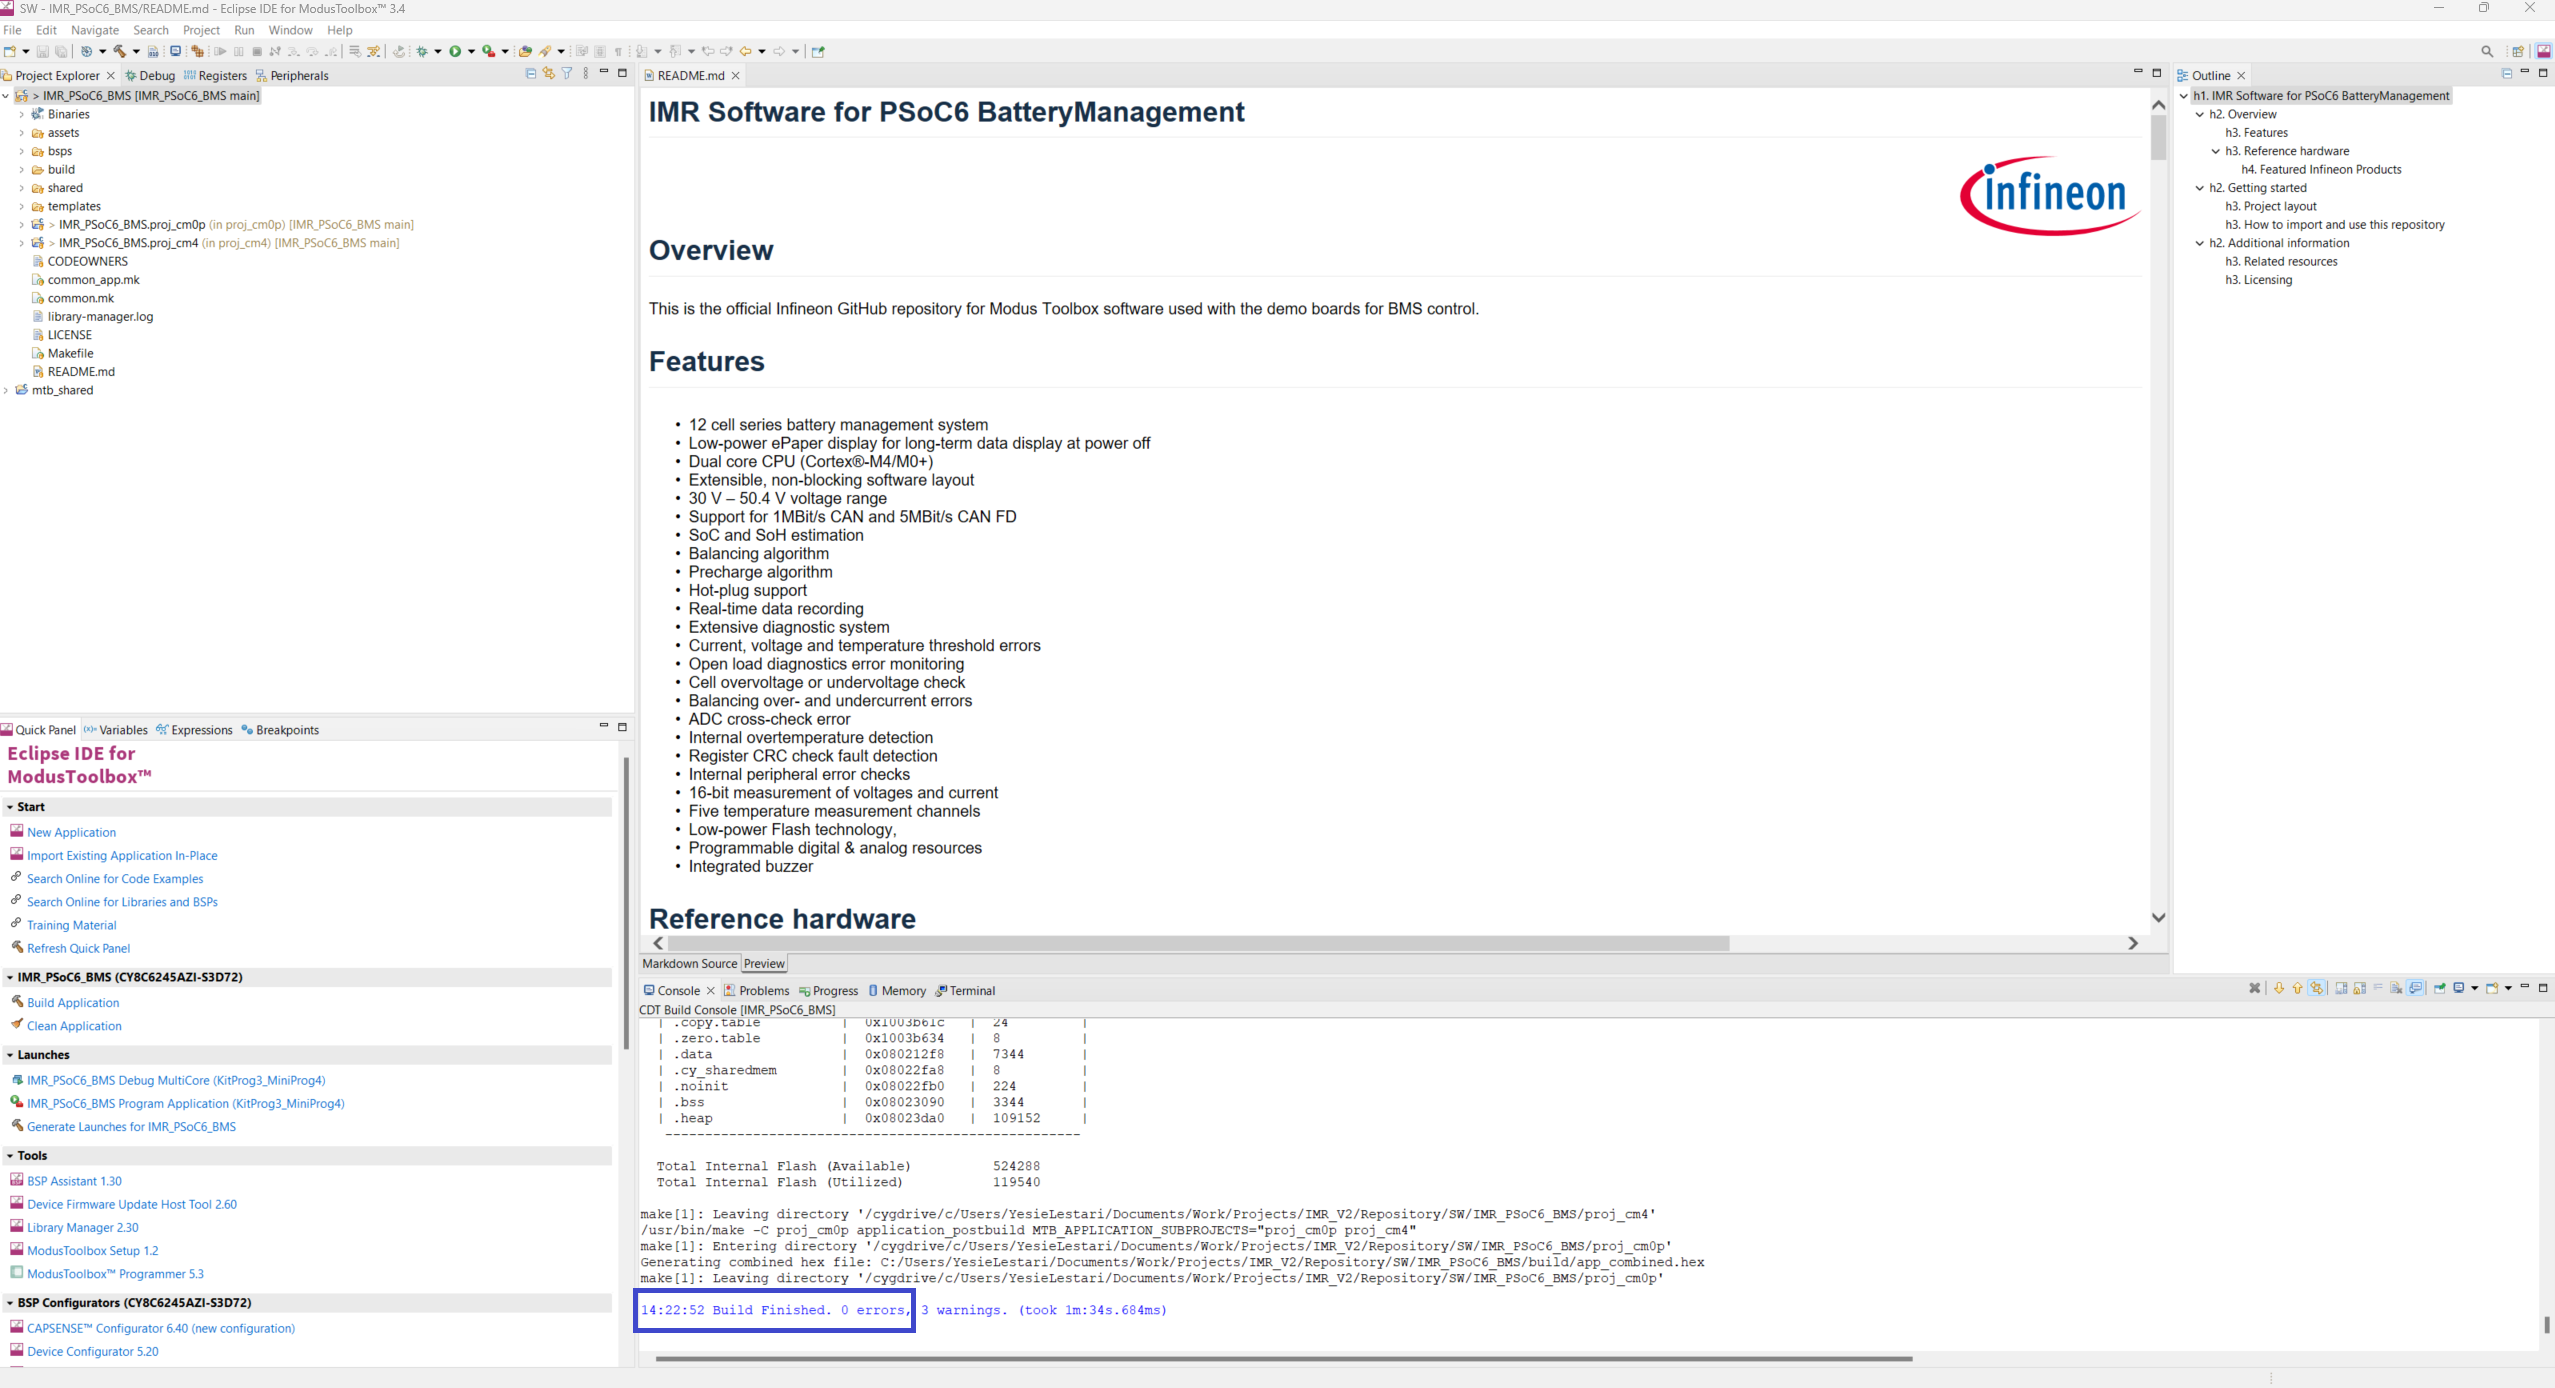 SW - IMR_PSoC6_BMS/README.md - Eclipse IDE for ModusToolbox™ 3.4
File Edit Navigate Search Project Run Window Help
Project Explorer Debug Registers Peripherals
> IMR_PSoC6_BMS [IMR_PSoC6_BMS main]
Binaries
assets
bsps
build
shared
templates
> IMR_PSoC6_BMS.proj_cm0p (in proj_cm0p) [IMR_PSoC6_BMS main]
> IMR_PSoC6_BMS.proj_cm4 (in proj_cm4) [IMR_PSoC6_BMS main]
CODEOWNERS
common_app.mk
common.mk
library-manager.log
LICENSE
Makefile
README.md
mtb_shared
Quick Panel Variables Expressions Breakpoints
Eclipse IDE for
ModusToolbox™
Start
New Application
Import Existing Application In-Place
Search Online for Code Examples
Search Online for Libraries and BSPs
Training Material
Refresh Quick Panel
IMR_PSoC6_BMS (CY8C6245AZI-S3D72)
Build Application
Clean Application
Launches
IMR_PSoC6_BMS Debug MultiCore (KitProg3_MiniProg4)
IMR_PSoC6_BMS Program Application (KitProg3_MiniProg4)
Generate Launches for IMR_PSoC6_BMS
Tools
BSP Assistant 1.30
Device Firmware Update Host Tool 2.60
Library Manager 2.30
ModusToolbox Setup 1.2
ModusToolbox™ Programmer 5.3
BSP Configurators (CY8C6245AZI-S3D72)
CAPSENSE™ Configurator 6.40 (new configuration)
Device Configurator 5.20
README.md
IMR Software for PSoC6 BatteryManagement
infineon
Overview
This is the official Infineon GitHub repository for Modus Toolbox software used with the demo boards for BMS control.
Features
• 12 cell series battery management system
• Low-power ePaper display for long-term data display at power off
• Dual core CPU (Cortex®-M4/M0+)
• Extensible, non-blocking software layout
• 30 V – 50.4 V voltage range
• Support for 1MBit/s CAN and 5MBit/s CAN FD
• SoC and SoH estimation
• Balancing algorithm
• Precharge algorithm
• Hot-plug support
• Real-time data recording
• Extensive diagnostic system
• Current, voltage and temperature threshold errors
• Open load diagnostics error monitoring
• Cell overvoltage or undervoltage check
• Balancing over- and undercurrent errors
• ADC cross-check error
• Internal overtemperature detection
• Register CRC check fault detection
• Internal peripheral error checks
• 16-bit measurement of voltages and current
• Five temperature measurement channels
• Low-power Flash technology,
• Programmable digital & analog resources
• Integrated buzzer
Reference hardware
Markdown Source Preview
Console Problems Progress Memory Terminal
CDT Build Console [IMR_PSoC6_BMS]
| .copy.table | 0x1003b61c | 24 |
| .zero.table | 0x1003b634 | 8 |
| .data | 0x080212f8 | 7344 |
| .cy_sharedmem | 0x08022fa8 | 8 |
| .noinit | 0x08022fb0 | 224 |
| .bss | 0x08023090 | 3344 |
| .heap | 0x08023da0 | 109152 |
----------------------------------------------------
Total Internal Flash (Available) 524288
Total Internal Flash (Utilized) 119540
make[1]: Leaving directory '/cygdrive/c/Users/YesieLestari/Documents/Work/Projects/IMR_V2/Repository/SW/IMR_PSoC6_BMS/proj_cm4'
/usr/bin/make -C proj_cm0p application_postbuild MTB_APPLICATION_SUBPROJECTS="proj_cm0p proj_cm4"
make[1]: Entering directory '/cygdrive/c/Users/YesieLestari/Documents/Work/Projects/IMR_V2/Repository/SW/IMR_PSoC6_BMS/proj_cm0p'
Generating combined hex file: C:/Users/YesieLestari/Documents/Work/Projects/IMR_V2/Repository/SW/IMR_PSoC6_BMS/build/app_combined.hex
make[1]: Leaving directory '/cygdrive/c/Users/YesieLestari/Documents/Work/Projects/IMR_V2/Repository/SW/IMR_PSoC6_BMS/proj_cm0p'
14:22:52 Build Finished. 0 errors, 3 warnings. (took 1m:34s.684ms)
Outline
h1. IMR Software for PSoC6 BatteryManagement
h2. Overview
h3. Features
h3. Reference hardware
h4. Featured Infineon Products
h2. Getting started
h3. Project layout
h3. How to import and use this repository
h2. Additional information
h3. Related resources
h3. Licensing